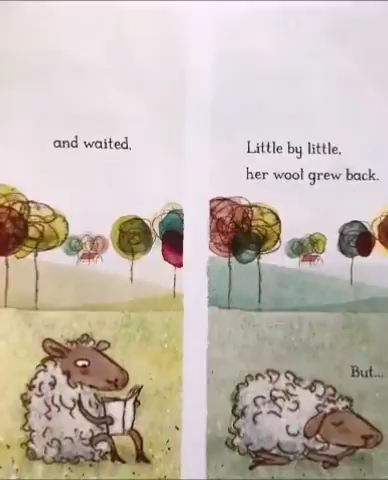 and waited.
Little by little,
her wool grew back.
But...